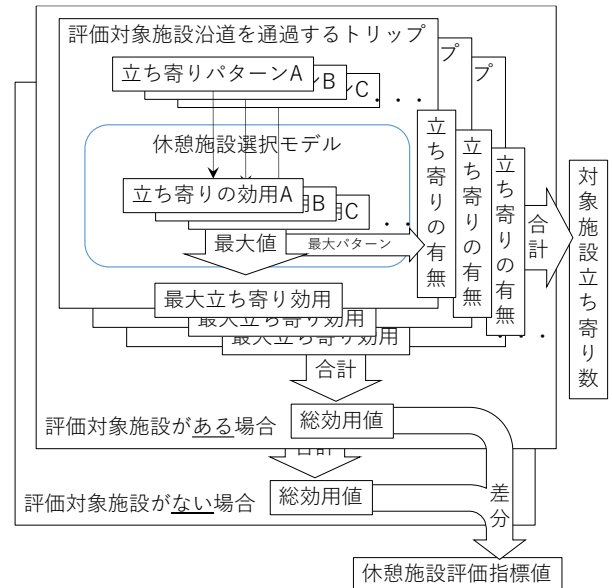 評価対象施設沿道を通過するトリップ
プ
プ
立ち寄りパターンA
ンB
ンC
・・・
休憩施設選択モデル
立ち寄りの効用A
用B
用C
・・・
最大値
最大パターン
立ち寄りの有無
立ち寄りの有無
立ち寄りの有無
合計
対象施設立ち寄り数
最大立ち寄り効用
最大立ち寄り効用
最大立ち寄り効用
・・・
合計
評価対象施設がある場合
総効用値
合計
評価対象施設がない場合
総効用値
差分
休憩施設評価指標値